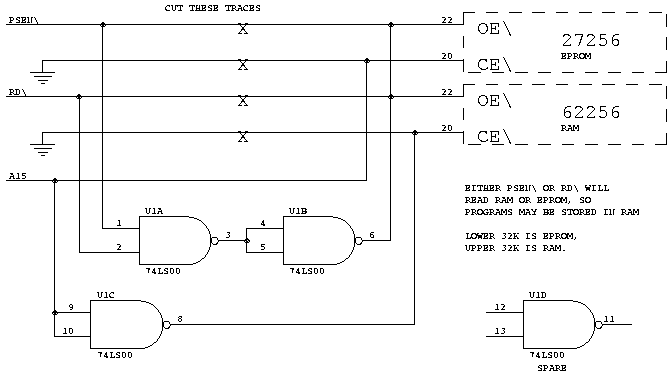 CUT THESE TRACES
PSEN\
X
22
OE\
27256
EPROM
X
20
CE\
RD\
X
22
OE\
62256
RAM
X
20
CE\
A15
EITHER PSEN\ OR RD\ WILL
READ RAM OR EPROM, SO
PROGRAMS MAY BE STORED IN RAM
LOWER 32K IS EPROM,
UPPER 32K IS RAM.
U1A
1
2
3
74LS00
U1B
4
5
6
74LS00
U1C
9
10
8
74LS00
U1D
12
13
11
74LS00
SPARE